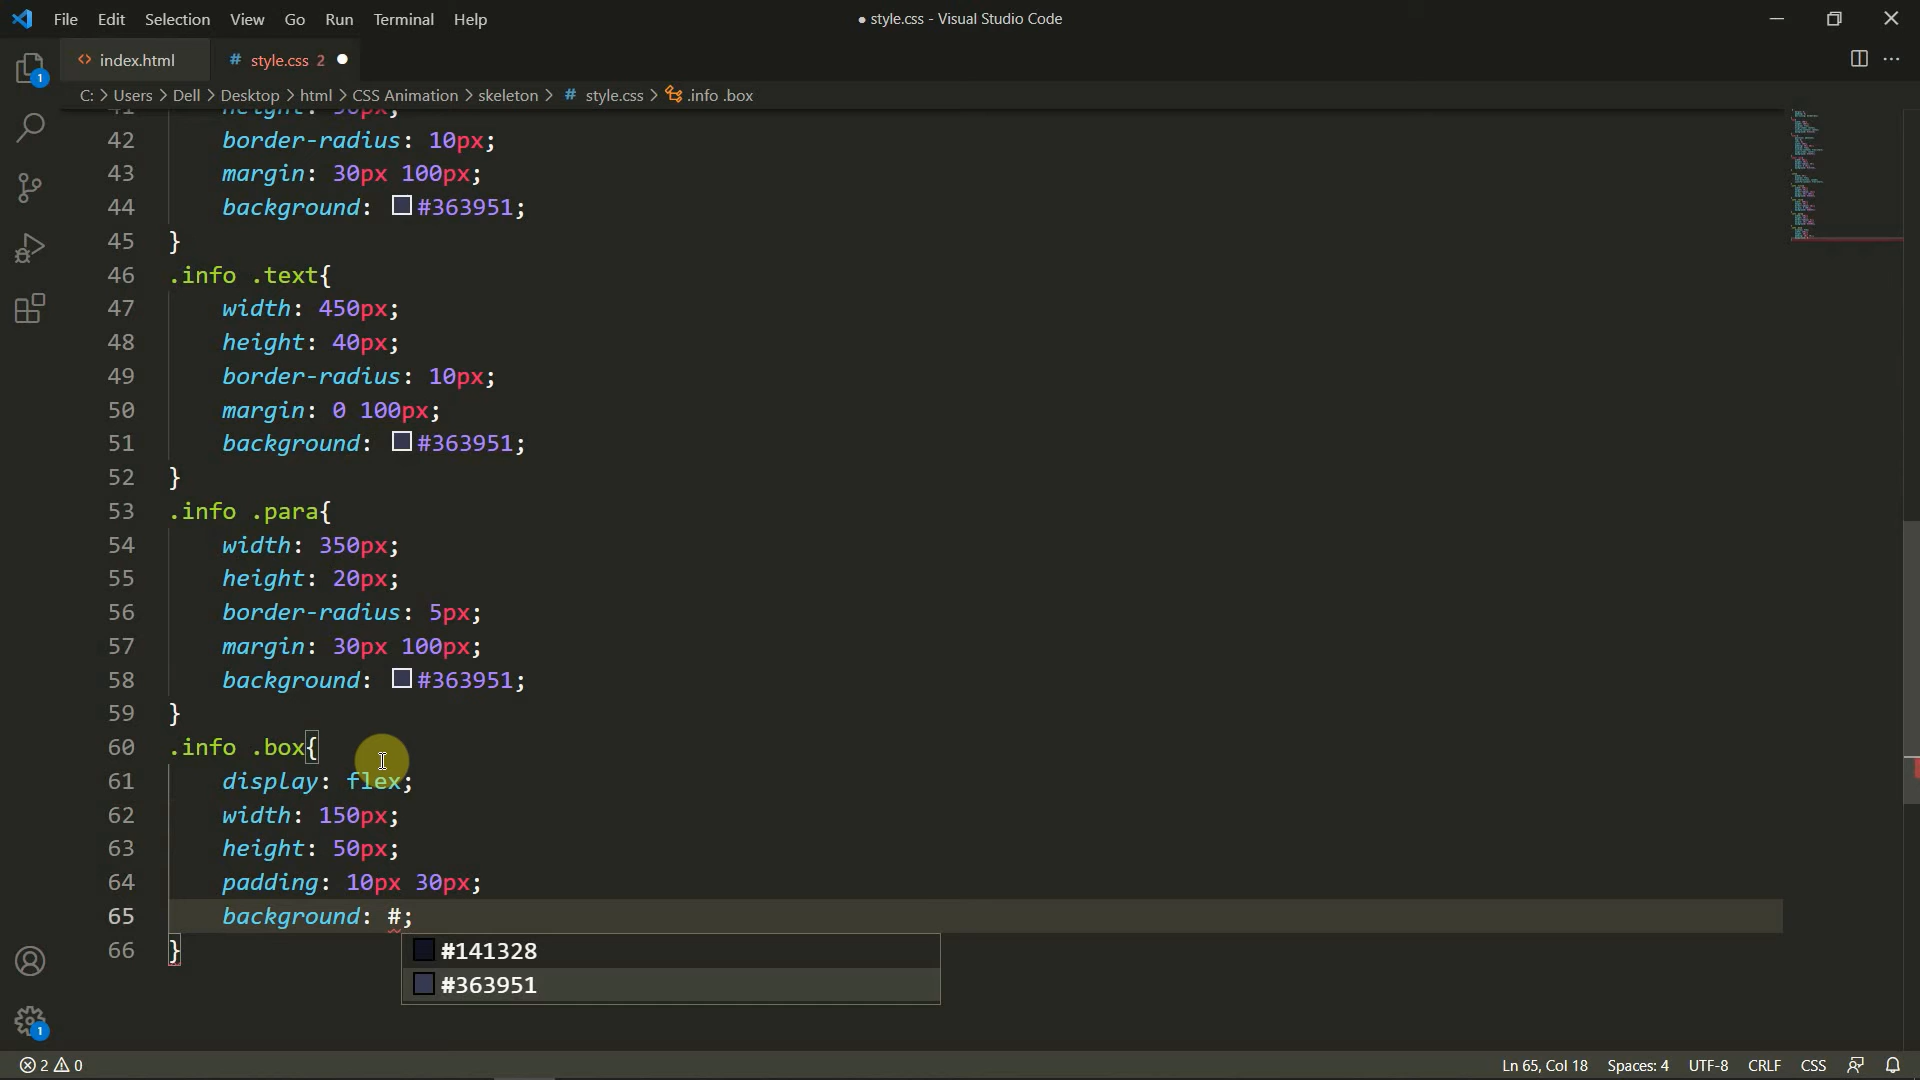 File Edit Selection View Go Run Terminal Help
● style.css - Visual Studio Code
index.html # style.css 2 ●
C: > Users > Dell > Desktop > html > CSS Animation > skeleton > # style.css > .info .box
42 border-radius: 10px;
43 margin: 30px 100px;
44 background: #363951;
45 }
46 .info .text{
47 width: 450px;
48 height: 40px;
49 border-radius: 10px;
50 margin: 0 100px;
51 background: #363951;
52 }
53 .info .para{
54 width: 350px;
55 height: 20px;
56 border-radius: 5px;
57 margin: 30px 100px;
58 background: #363951;
59 }
60 .info .box{
61 display: flex;
62 width: 150px;
63 height: 50px;
64 padding: 10px 30px;
65 background: #;
66 }
#141328
#363951
1
1
2 0
Ln 65, Col 18 Spaces: 4 UTF-8 CRLF CSS